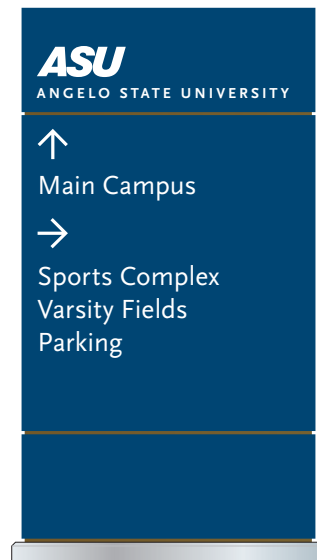 ASU
ANGELO STATE UNIVERSITY
↑
Main Campus
→
Sports Complex
Varsity Fields
Parking